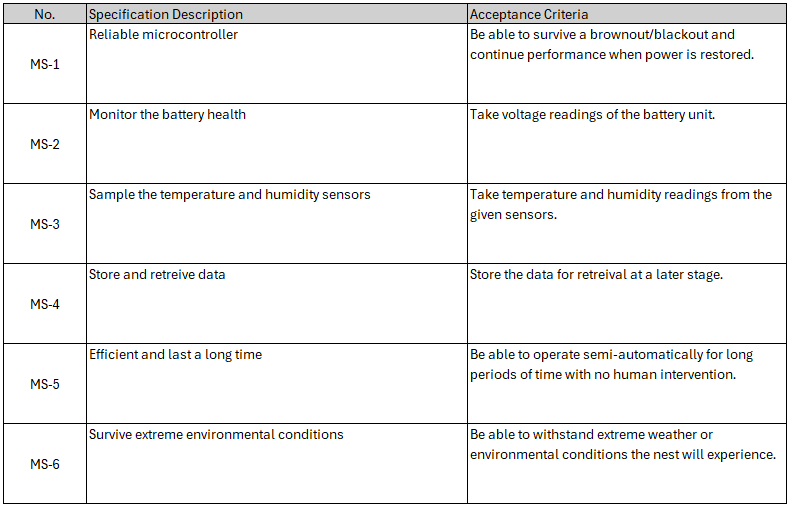 No. Specification Description Acceptance Criteria
MS-1 Reliable microcontroller Be able to survive a brownout/blackout and
continue performance when power is restored.
MS-2 Monitor the battery health Take voltage readings of the battery unit.
MS-3 Sample the temperature and humidity sensors Take temperature and humidity readings from the
given sensors.
MS-4 Store and retreive data Store the data for retreival at a later stage.
MS-5 Efficient and last a long time Be able to operate semi-automatically for long
periods of time with no human intervention.
MS-6 Survive extreme environmental conditions Be able to withstand extreme weather or
environmental conditions the nest will experience.